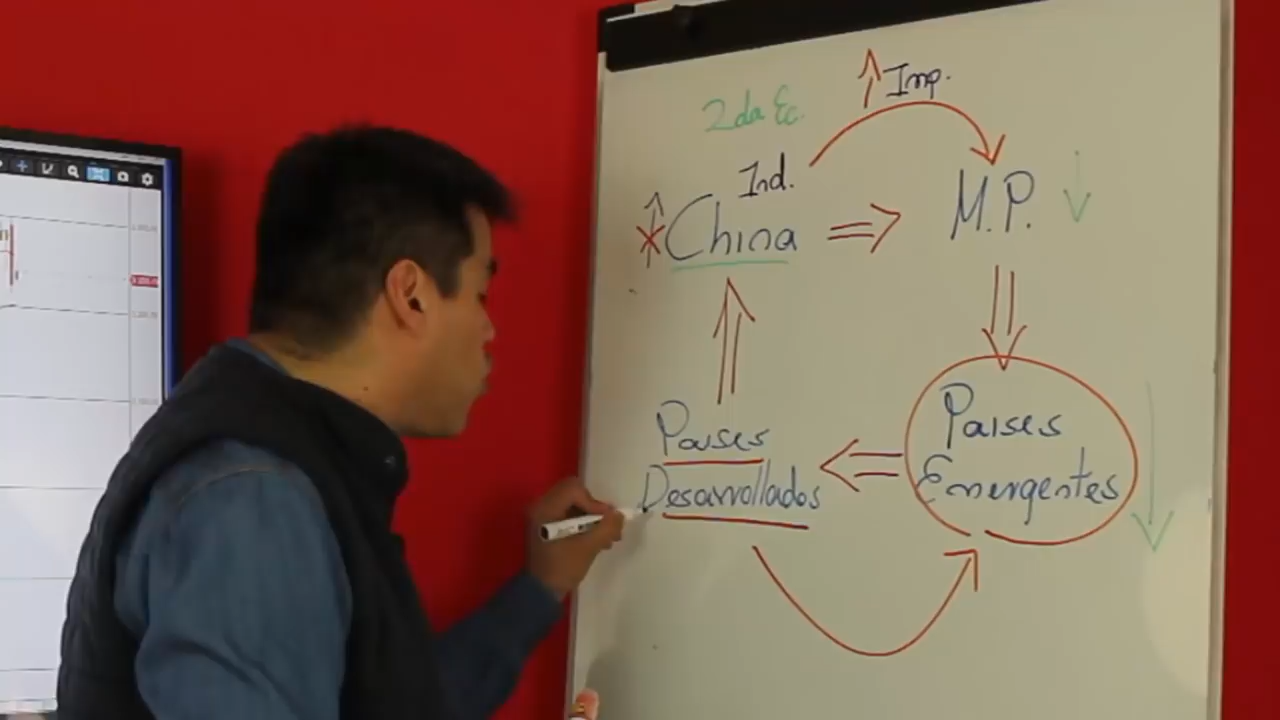 ↑ Imp.
2da Ec.
Ind.
China ⇒ M.P.
Paises
Desarrollados
Paises
Emergentes